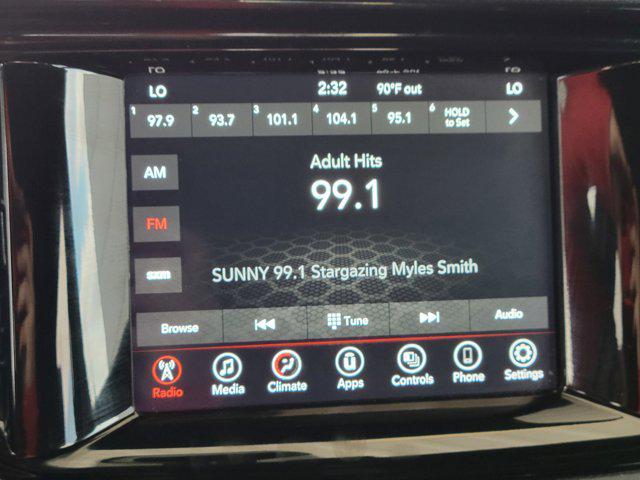 LO 2:32 90°F out LO
1 97.9 2 93.7 3 101.1 4 104.1 5 95.1 6 HOLD to Set
Adult Hits
AM
99.1
FM
SUNNY 99.1 Stargazing Myles Smith
sxm
Browse Tune Audio
Radio Media Climate Apps Controls Phone Settings